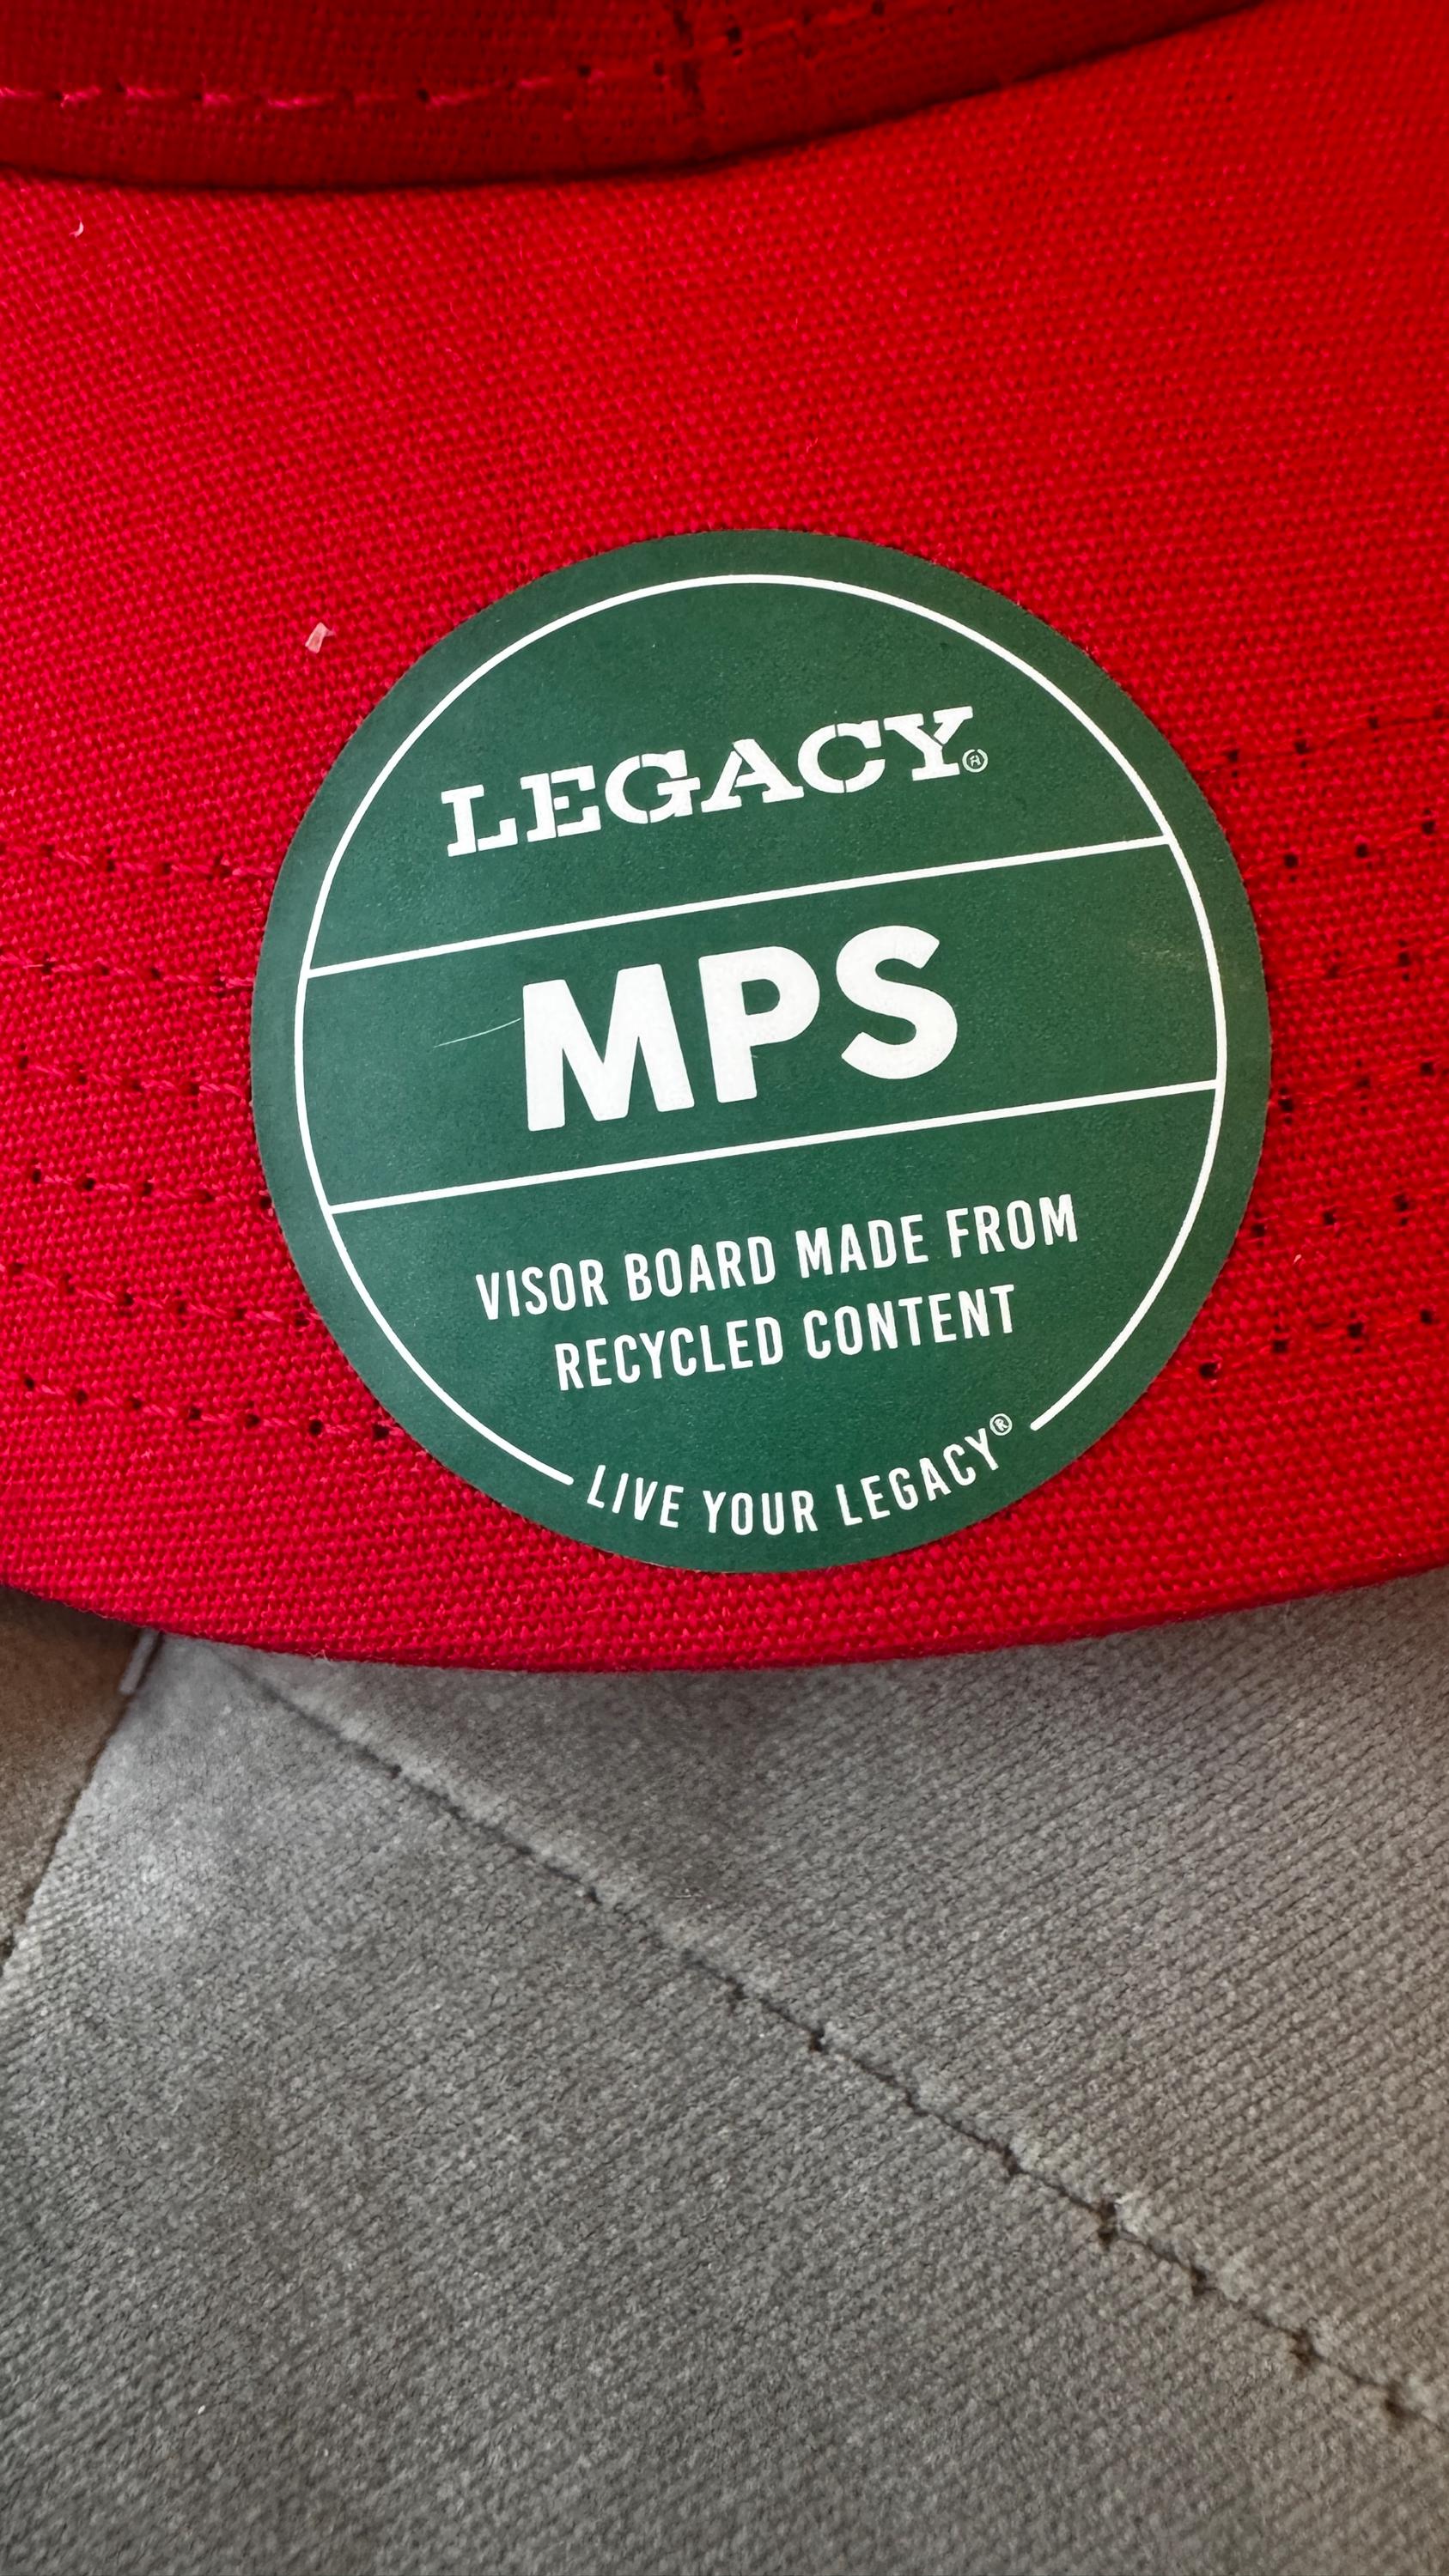 LEGACY®
MPS
VISOR BOARD MADE FROM
RECYCLED CONTENT
LIVE YOUR LEGACY®